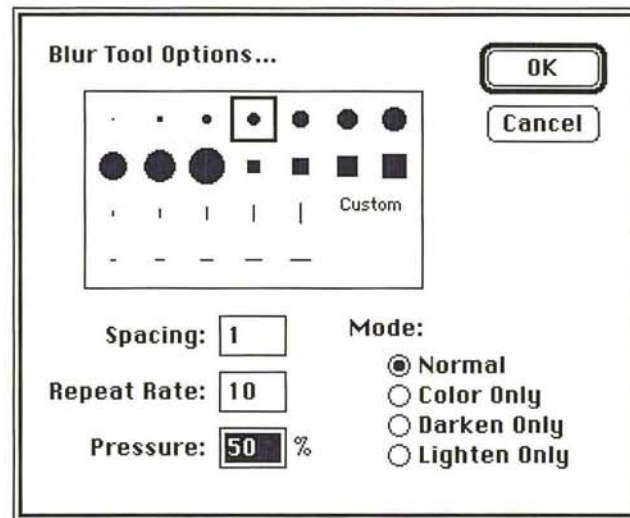 Blur Tool Options...
OK
Cancel
Custom
Spacing: 1
Repeat Rate: 10
Pressure: 50 %
Mode:
Normal
Color Only
Darken Only
Lighten Only